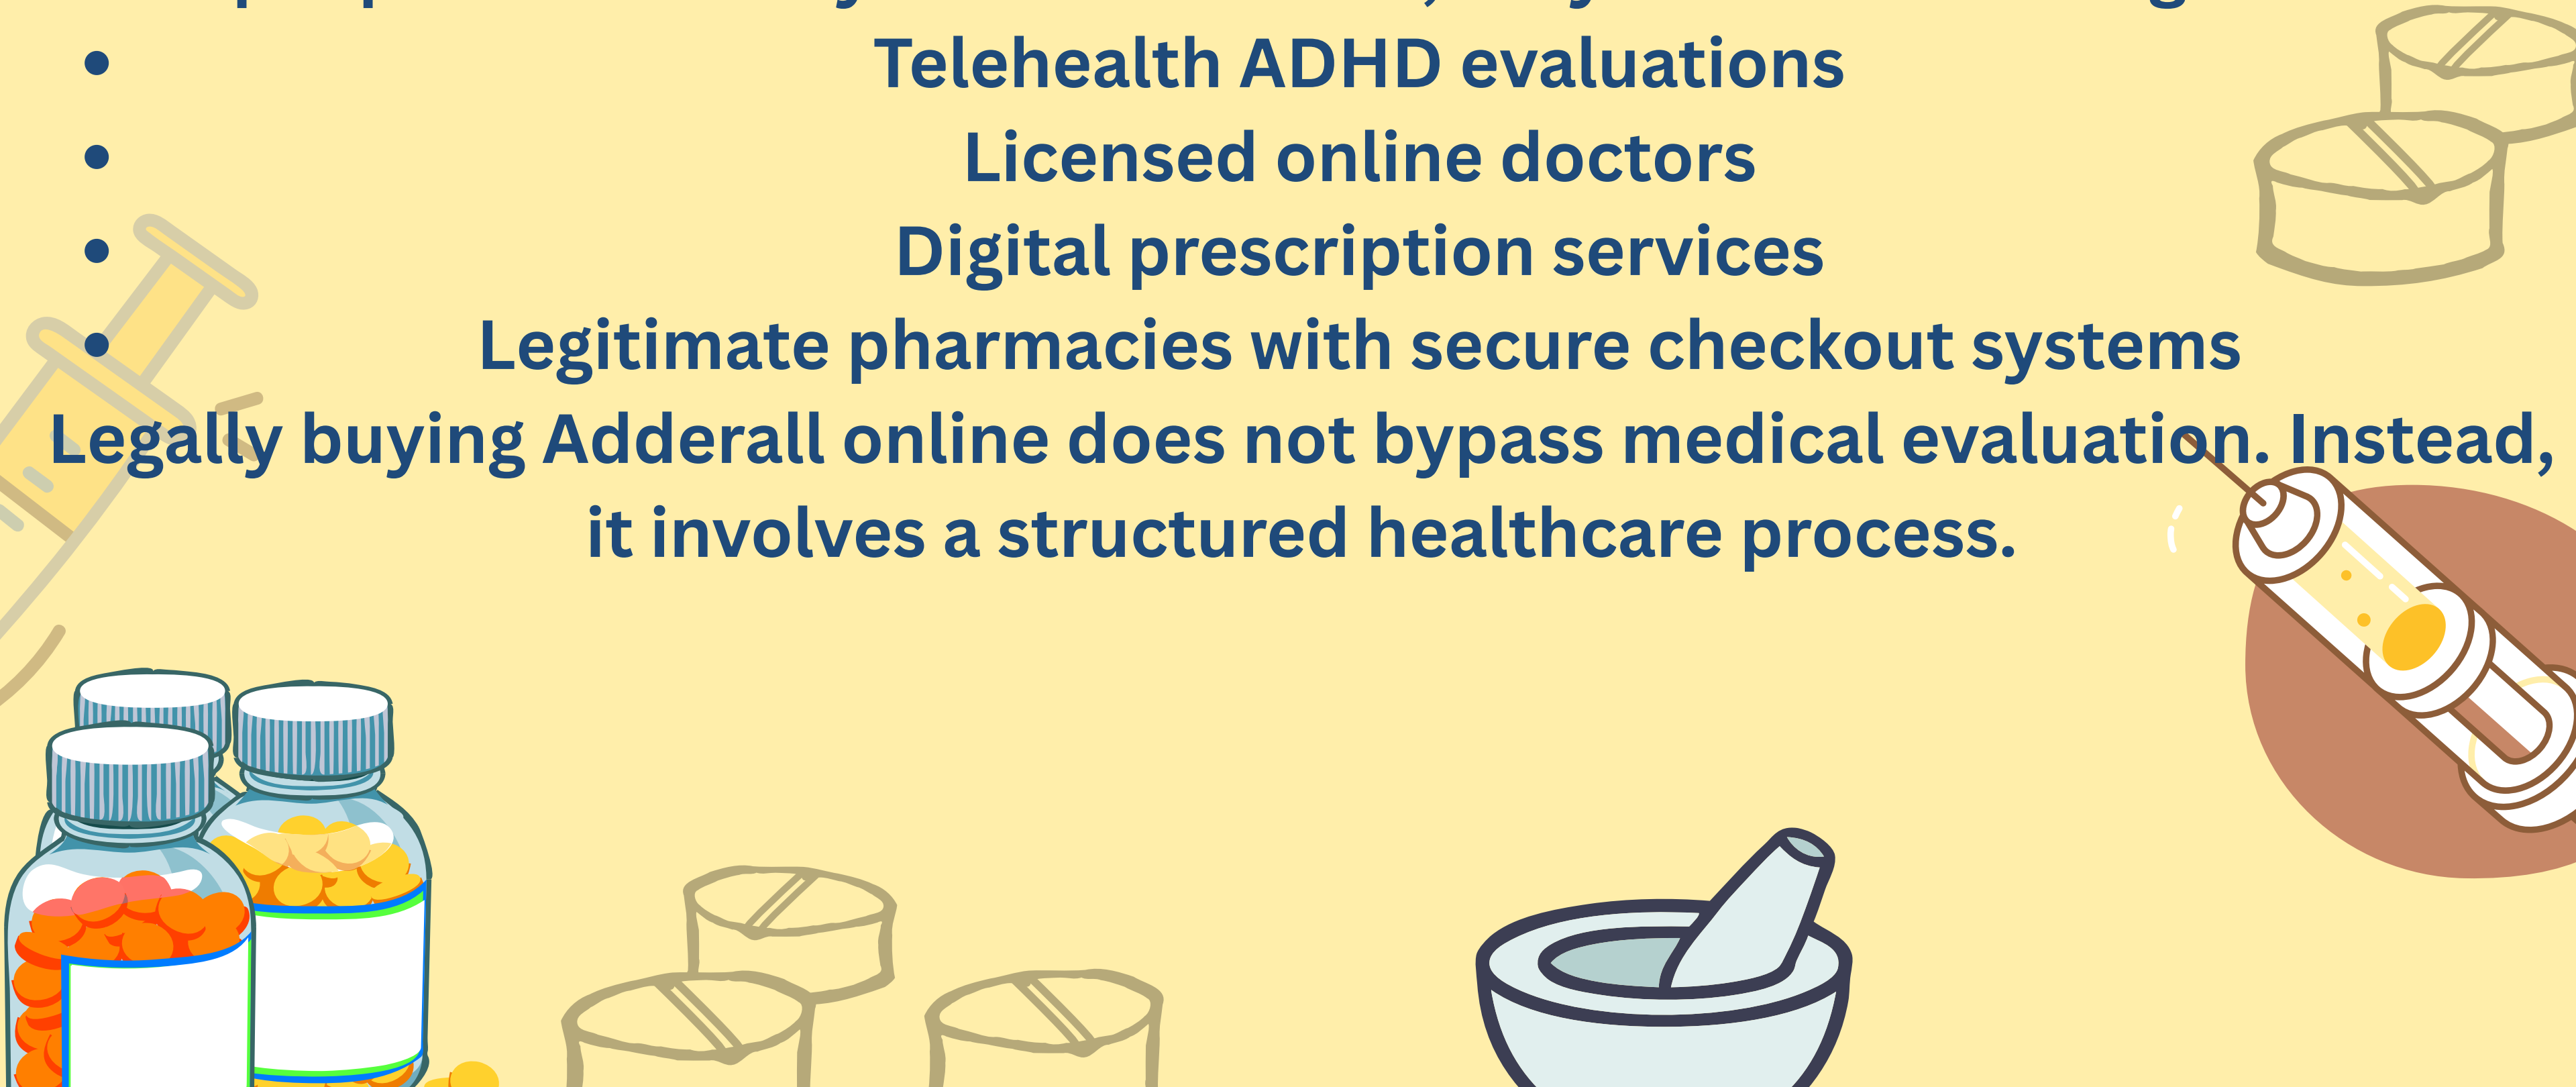 • Telehealth ADHD evaluations
• Licensed online doctors
• Digital prescription services
• Legitimate pharmacies with secure checkout systems
Legally buying Adderall online does not bypass medical evaluation. Instead,
it involves a structured healthcare process.